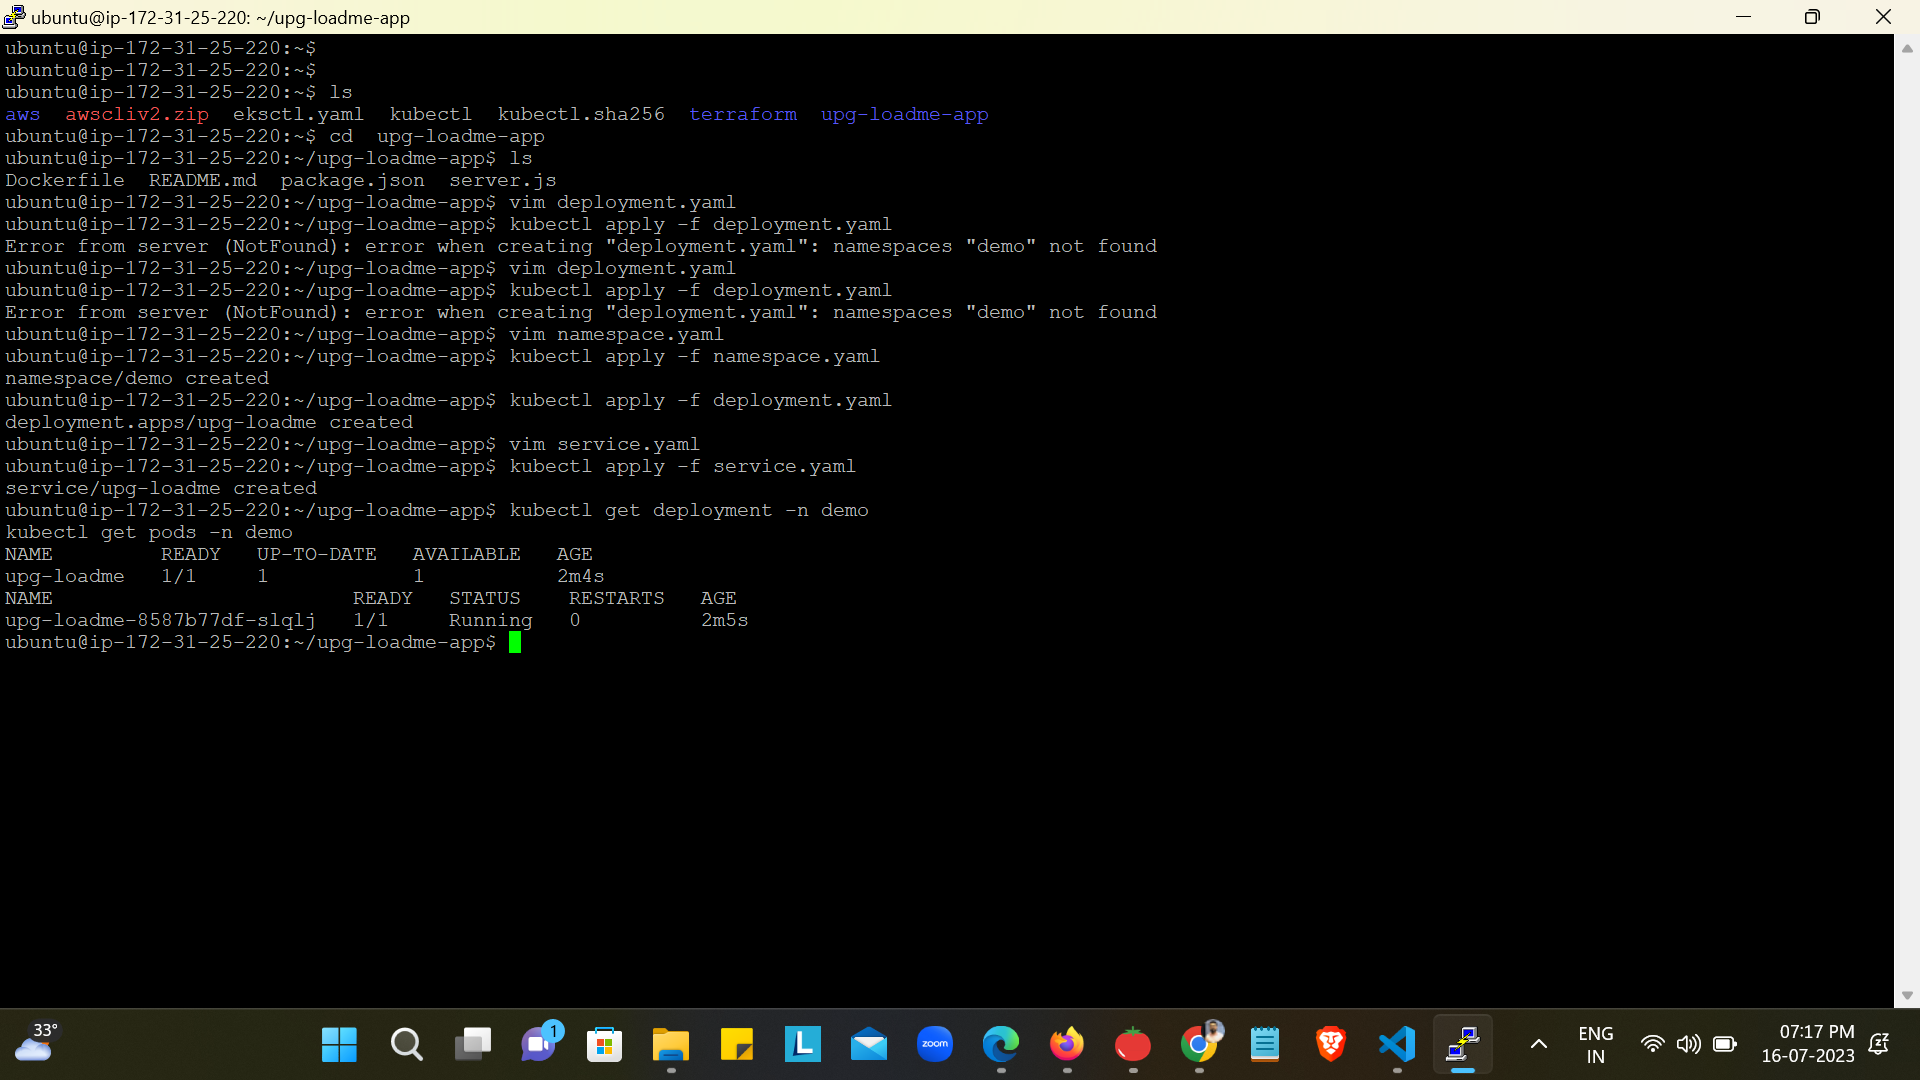 ubuntu@ip-172-31-25-220: ~/upg-loadme-app
ubuntu@ip-172-31-25-220:~$
ubuntu@ip-172-31-25-220:~$
ubuntu@ip-172-31-25-220:~$ ls
aws  awscliv2.zip  eksctl.yaml  kubectl  kubectl.sha256  terraform  upg-loadme-app
ubuntu@ip-172-31-25-220:~$ cd  upg-loadme-app
ubuntu@ip-172-31-25-220:~/upg-loadme-app$ ls
Dockerfile  README.md  package.json  server.js
ubuntu@ip-172-31-25-220:~/upg-loadme-app$ vim deployment.yaml
ubuntu@ip-172-31-25-220:~/upg-loadme-app$ kubectl apply -f deployment.yaml
Error from server (NotFound): error when creating "deployment.yaml": namespaces "demo" not found
ubuntu@ip-172-31-25-220:~/upg-loadme-app$ vim deployment.yaml
ubuntu@ip-172-31-25-220:~/upg-loadme-app$ kubectl apply -f deployment.yaml
Error from server (NotFound): error when creating "deployment.yaml": namespaces "demo" not found
ubuntu@ip-172-31-25-220:~/upg-loadme-app$ vim namespace.yaml
ubuntu@ip-172-31-25-220:~/upg-loadme-app$ kubectl apply -f namespace.yaml
namespace/demo created
ubuntu@ip-172-31-25-220:~/upg-loadme-app$ kubectl apply -f deployment.yaml
deployment.apps/upg-loadme created
ubuntu@ip-172-31-25-220:~/upg-loadme-app$ vim service.yaml
ubuntu@ip-172-31-25-220:~/upg-loadme-app$ kubectl apply -f service.yaml
service/upg-loadme created
ubuntu@ip-172-31-25-220:~/upg-loadme-app$ kubectl get deployment -n demo
kubectl get pods -n demo
NAME         READY   UP-TO-DATE   AVAILABLE   AGE
upg-loadme   1/1     1            1           2m4s
NAME                         READY   STATUS    RESTARTS   AGE
upg-loadme-8587b77df-slqlj   1/1     Running   0          2m5s
ubuntu@ip-172-31-25-220:~/upg-loadme-app$
33°
1
L
zoom
ENG
IN
07:17 PM
16-07-2023